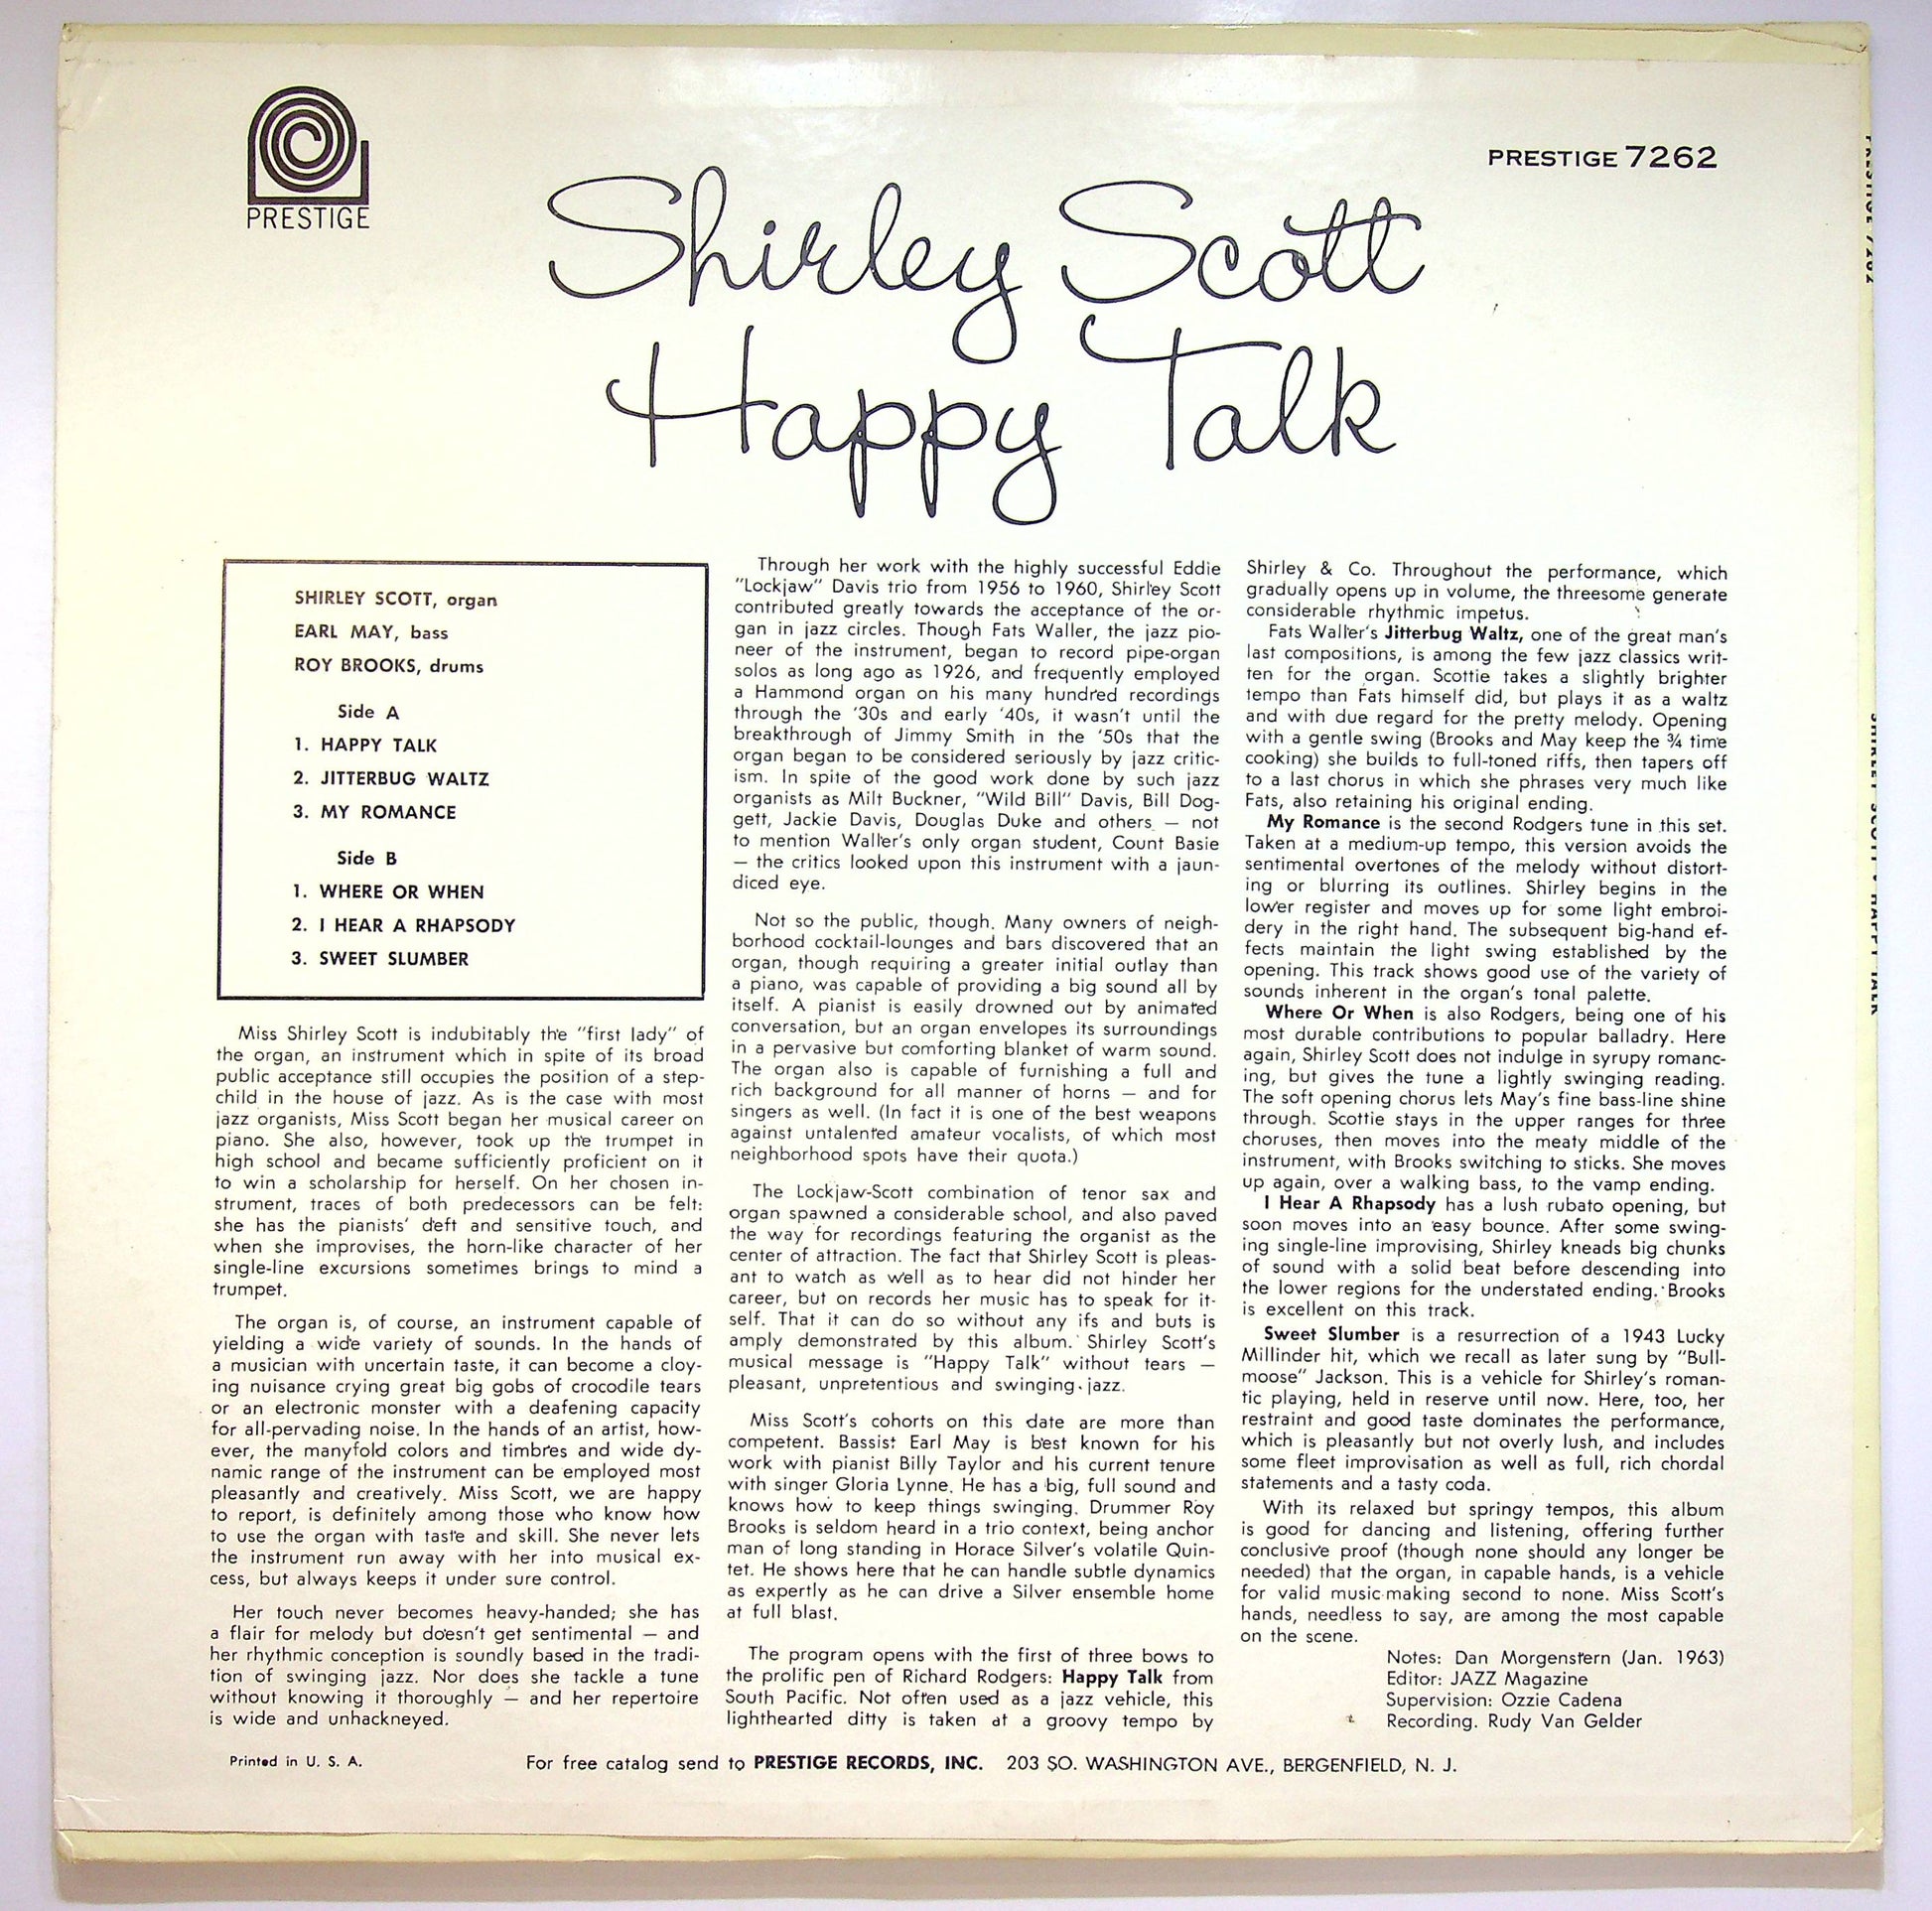 PRESTIGE
PRESTIGE 7262
Shirley Scott
Happy Talk
SHIRLEY SCOTT, organ
EARL MAY, bass
ROY BROOKS, drums
Side A
1. HAPPY TALK
2. JITTERBUG WALTZ
3. MY ROMANCE
Side B
1. WHERE OR WHEN
2. I HEAR A RHAPSODY
3. SWEET SLUMBER
Miss Shirley Scott is indubitably the "first lady" of
the organ, an instrument which in spite of its broad
public acceptance still occupies the position of a step-
child in the house of jazz. As is the case with most
jazz organists, Miss Scott began her musical career on
piano. She also, however, took up the trumpet in
high school and became sufficiently proficient on it
to win a scholarship for herself. On her chosen in-
strument, traces of both predecessors can be felt:
she has the pianists' deft and sensitive touch, and
when she improvises, the horn-like character of her
single-line excursions sometimes brings to mind a
trumpet.
The organ is, of course, an instrument capable of
yielding a wide variety of sounds. In the hands of
a musician with uncertain taste, it can become a cloy-
ing nuisance crying great big gobs of crocodile tears
or an electronic monster with a deafening capacity
for all-pervading noise. In the hands of an artist, how-
ever, the manyfold colors and timbres and wide dy-
namic range of the instrument can be employed most
pleasantly and creatively. Miss Scott, we are happy
to report, is definitely among those who know how
to use the organ with taste and skill. She never lets
the instrument run away with her into musical ex-
cess, but always keeps it under sure control.
Her touch never becomes heavy-handed; she has
a flair for melody but doesn't get sentimental — and
her rhythmic conception is soundly based in the tradi-
tion of swinging jazz. Nor does she tackle a tune
without knowing it thoroughly — and her repertoire
is wide and unhackneyed.
Through her work with the highly successful Eddie
"Lockjaw" Davis trio from 1956 to 1960, Shirley Scott
contributed greatly towards the acceptance of the or-
gan in jazz circles. Though Fats Waller, the jazz pio-
neer of the instrument, began to record pipe-organ
solos as long ago as 1926, and frequently employed
a Hammond organ on his many hundred recordings
through the '30s and early '40s, it wasn't until the
breakthrough of Jimmy Smith in the '50s that the
organ began to be considered seriously by jazz critic-
ism. In spite of the good work done by such jazz
organists as Milt Buckner, "Wild Bill" Davis, Bill Dog-
gett, Jackie Davis, Douglas Duke and others — not
to mention Waller's only organ student, Count Basie
— the critics looked upon this instrument with a jaun-
diced eye.
Not so the public, though. Many owners of neigh-
borhood cocktail-lounges and bars discovered that an
organ, though requiring a greater initial outlay than
a piano, was capable of providing a big sound all by
itself. A pianist is easily drowned out by animated
conversation, but an organ envelopes its surroundings
in a pervasive but comforting blanket of warm sound.
The organ also is capable of furnishing a full and
rich background for all manner of horns — and for
singers as well. (In fact it is one of the best weapons
against untalented amateur vocalists, of which most
neighborhood spots have their quota.)
The Lockjaw-Scott combination of tenor sax and
organ spawned a considerable school, and also paved
the way for recordings featuring the organist as the
center of attraction. The fact that Shirley Scott is pleas-
ant to watch as well as to hear did not hinder her
career, but on records her music has to speak for it-
self. That it can do so without any ifs and buts is
amply demonstrated by this album. Shirley Scott's
musical message is "Happy Talk" without tears —
pleasant, unpretentious and swinging jazz.
Miss Scott's cohorts on this date are more than
competent. Bassist Earl May is best known for his
work with pianist Billy Taylor and his current tenure
with singer Gloria Lynne. He has a big, full sound and
knows how to keep things swinging. Drummer Roy
Brooks is seldom heard in a trio context, being anchor
man of long standing in Horace Silver's volatile Quin-
tet. He shows here that he can handle subtle dynamics
as expertly as he can drive a Silver ensemble home
at full blast.
The program opens with the first of three bows to
the prolific pen of Richard Rodgers: Happy Talk from
South Pacific. Not often used as a jazz vehicle, this
lighthearted ditty is taken at a groovy tempo by
Shirley & Co. Throughout the performance, which
gradually opens up in volume, the threesome generate
considerable rhythmic impetus.
Fats Waller's Jitterbug Waltz, one of the great man's
last compositions, is among the few jazz classics writ-
ten for the organ. Scottie takes a slightly brighter
tempo than Fats himself did, but plays it as a waltz
and with due regard for the pretty melody. Opening
with a gentle swing (Brooks and May keep the ¾ time
cooking) she builds to full-toned riffs, then tapers off
to a last chorus in which she phrases very much like
Fats, also retaining his original ending.
My Romance is the second Rodgers tune in this set.
Taken at a medium-up tempo, this version avoids the
sentimental overtones of the melody without distort-
ing or blurring its outlines. Shirley begins in the
lower register and moves up for some light embroi-
dery in the right hand. The subsequent big-hand ef-
fects maintain the light swing established by the
opening. This track shows good use of the variety of
sounds inherent in the organ's tonal palette.
Where Or When is also Rodgers, being one of his
most durable contributions to popular balladry. Here
again, Shirley Scott does not indulge in syrupy romanc-
ing, but gives the tune a lightly swinging reading.
The soft opening chorus lets May's fine bass-line shine
through. Scottie stays in the upper ranges for three
choruses, then moves into the meaty middle of the
instrument, with Brooks switching to sticks. She moves
up again, over a walking bass, to the vamp ending.
I Hear A Rhapsody has a lush rubato opening, but
soon moves into an easy bounce. After some swing-
ing single-line improvising, Shirley kneads big chunks
of sound with a solid beat before descending into
the lower regions for the understated ending. Brooks
is excellent on this track.
Sweet Slumber is a resurrection of a 1943 Lucky
Millinder hit, which we recall as later sung by "Bull-
moose" Jackson. This is a vehicle for Shirley's roman-
tic playing, held in reserve until now. Here, too, her
restraint and good taste dominates the performance,
which is pleasantly but not overly lush, and includes
some fleet improvisation as well as full, rich chordal
statements and a tasty coda.
With its relaxed but springy tempos, this album
is good for dancing and listening, offering further
conclusive proof (though none should any longer be
needed) that the organ, in capable hands, is a vehicle
for valid music making second to none. Miss Scott's
hands, needless to say, are among the most capable
on the scene.
Notes: Dan Morgenstern (Jan. 1963)
Editor: JAZZ Magazine
Supervision: Ozzie Cadena
Recording. Rudy Van Gelder
Printed in U. S. A.
For free catalog send to PRESTIGE RECORDS, INC. 203 SO. WASHINGTON AVE., BERGENFIELD, N. J.
PRESTIGE 7262
SHIRLEY SCOTT • HAPPY TALK